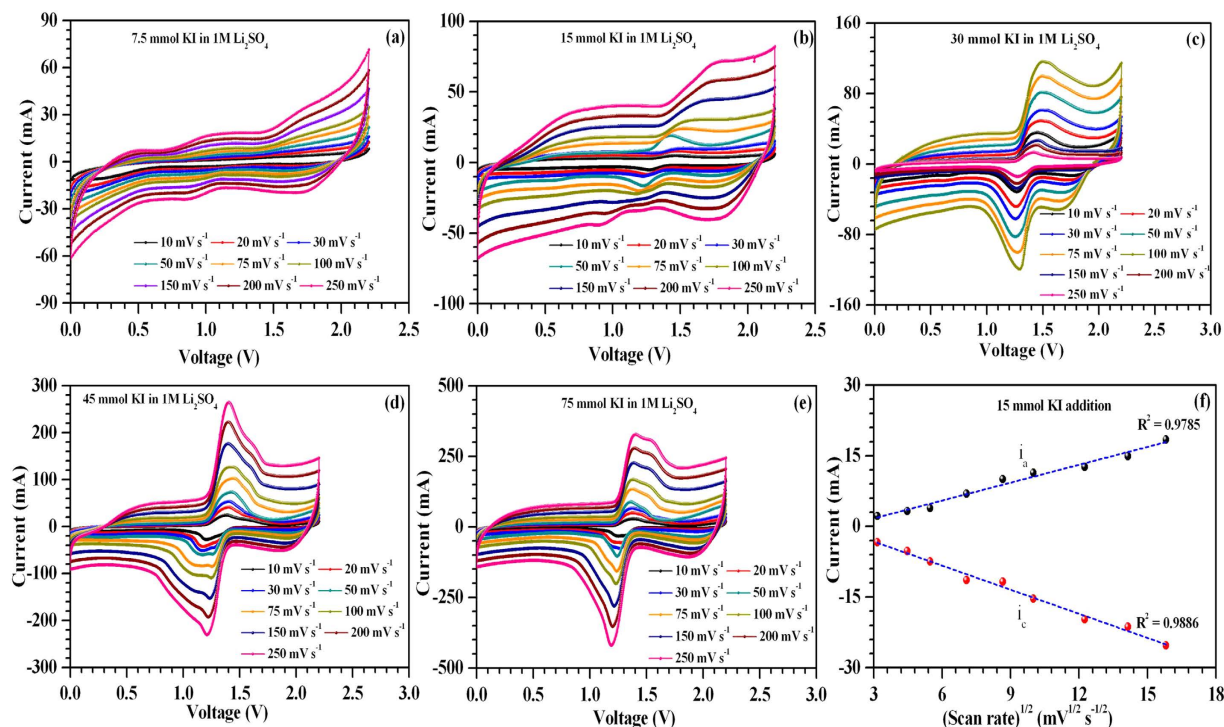 7.5 mmol KI in 1M Li₂SO₄
(a)
Current (mA)
90
60
30
0
-30
-60
-90
10 mV s⁻¹ 20 mV s⁻¹ 30 mV s⁻¹
50 mV s⁻¹ 75 mV s⁻¹ 100 mV s⁻¹
150 mV s⁻¹ 200 mV s⁻¹ 250 mV s⁻¹
0.0 0.5 1.0 1.5 2.0 2.5
Voltage (V)
15 mmol KI in 1M Li₂SO₄
(b)
Current (mA)
100
50
0
-50
-100
10 mV s⁻¹ 20 mV s⁻¹ 30 mV s⁻¹
50 mV s⁻¹ 75 mV s⁻¹ 100 mV s⁻¹
150 mV s⁻¹ 200 mV s⁻¹ 250 mV s⁻¹
0.0 0.5 1.0 1.5 2.0 2.5
Voltage (V)
30 mmol KI in 1M Li₂SO₄
(c)
Current (mA)
160
80
0
-80
-160
10 mV s⁻¹ 20 mV s⁻¹
30 mV s⁻¹ 50 mV s⁻¹
75 mV s⁻¹ 100 mV s⁻¹
150 mV s⁻¹ 200 mV s⁻¹
250 mV s⁻¹
0.0 0.5 1.0 1.5 2.0 2.5 3.0
Voltage (V)
45 mmol KI in 1M Li₂SO₄
(d)
Current (mA)
300
200
100
0
-100
-200
-300
10 mV s⁻¹ 20 mV s⁻¹
30 mV s⁻¹ 50 mV s⁻¹
75 mV s⁻¹ 100 mV s⁻¹
150 mV s⁻¹ 200 mV s⁻¹
250 mV s⁻¹
0.0 0.5 1.0 1.5 2.0 2.5 3.0
Voltage (V)
75 mmol KI in 1M Li₂SO₄
(e)
Current (mA)
500
250
0
-250
-500
10 mV s⁻¹ 20 mV s⁻¹
30 mV s⁻¹ 50 mV s⁻¹
75 mV s⁻¹ 100 mV s⁻¹
150 mV s⁻¹ 200 mV s⁻¹
250 mV s⁻¹
0.0 0.5 1.0 1.5 2.0 2.5 3.0
Voltage (V)
15 mmol KI addition
(f)
R² = 0.9785
iₐ
Current (mA)
30
15
0
-15
-30
i_c
R² = 0.9886
3 6 9 12 15 18
(Scan rate)¹/² (mV¹/² s⁻¹/²)